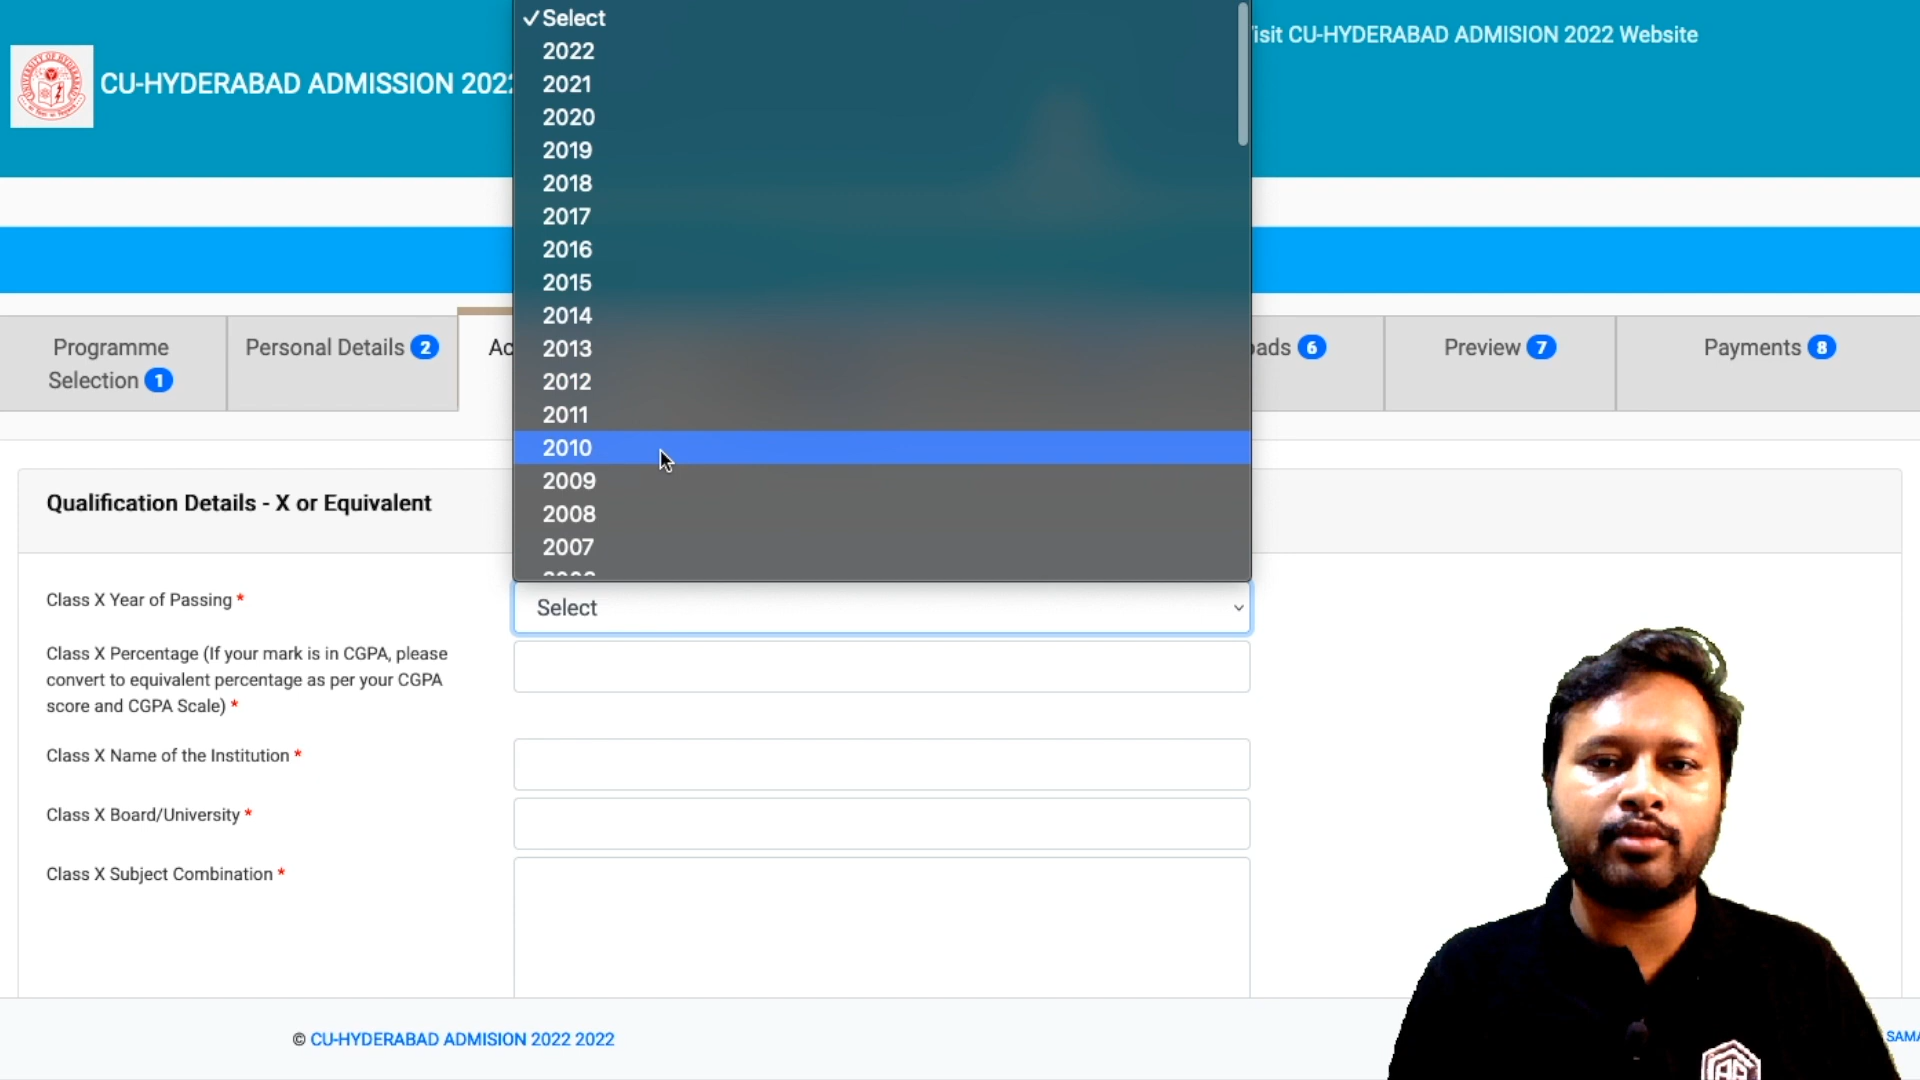 ✓Select
2022
2021
2020
2019
2018
2017
2016
2015
2014
2013
2012
2011
2010
2009
2008
2007
isit CU-HYDERABAD ADMISION 2022 Website
CU-HYDERABAD ADMISSION 2022
Programme
Selection 1
Personal Details 2
Ac
oads 6
Preview 7
Payments 8
Qualification Details - X or Equivalent
Class X Year of Passing *
Select
Class X Percentage (If your mark is in CGPA, please
convert to equivalent percentage as per your CGPA
score and CGPA Scale) *
Class X Name of the Institution *
Class X Board/University *
Class X Subject Combination *
© CU-HYDERABAD ADMISION 2022 2022
SAMA